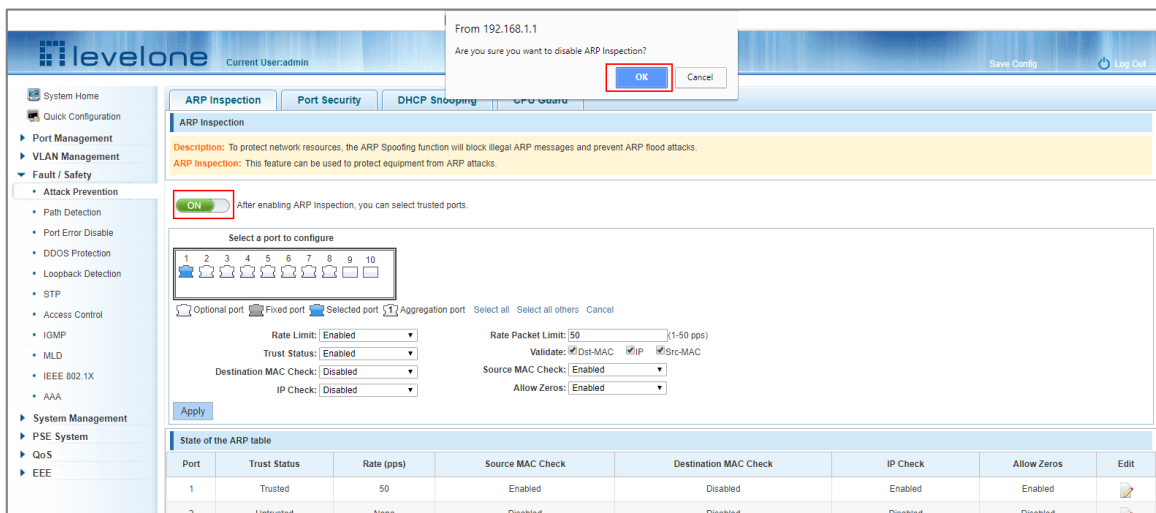 From 192.168.1.1
Are you sure you want to disable ARP Inspection?
OK Cancel
levelone Current User:admin Save Config Log Out
System Home
Quick Configuration
Port Management
VLAN Management
Fault / Safety
Attack Prevention
Path Detection
Port Error Disable
DDOS Protection
Loopback Detection
STP
Access Control
IGMP
MLD
IEEE 802.1X
AAA
System Management
PSE System
QoS
EEE
ARP Inspection Port Security DHCP Snooping CPU Guard
ARP Inspection
Description: To protect network resources, the ARP Spoofing function will block illegal ARP messages and prevent ARP flood attacks.
ARP Inspection: This feature can be used to protect equipment from ARP attacks.
ON After enabling ARP Inspection, you can select trusted ports.
Select a port to configure
1 2 3 4 5 6 7 8 9 10
Optional port Fixed port Selected port 1 Aggregation port Select all Select all others Cancel
Rate Limit: Enabled Rate Packet Limit: 50 (1-50 pps)
Trust Status: Enabled Validate: Dst-MAC IP Src-MAC
Destination MAC Check: Disabled Source MAC Check: Enabled
IP Check: Disabled Allow Zeros: Enabled
Apply
State of the ARP table
Port Trust Status Rate (pps) Source MAC Check Destination MAC Check IP Check Allow Zeros Edit
1 Trusted 50 Enabled Disabled Enabled Enabled
2 Untrusted None Disabled Disabled Disabled Disabled